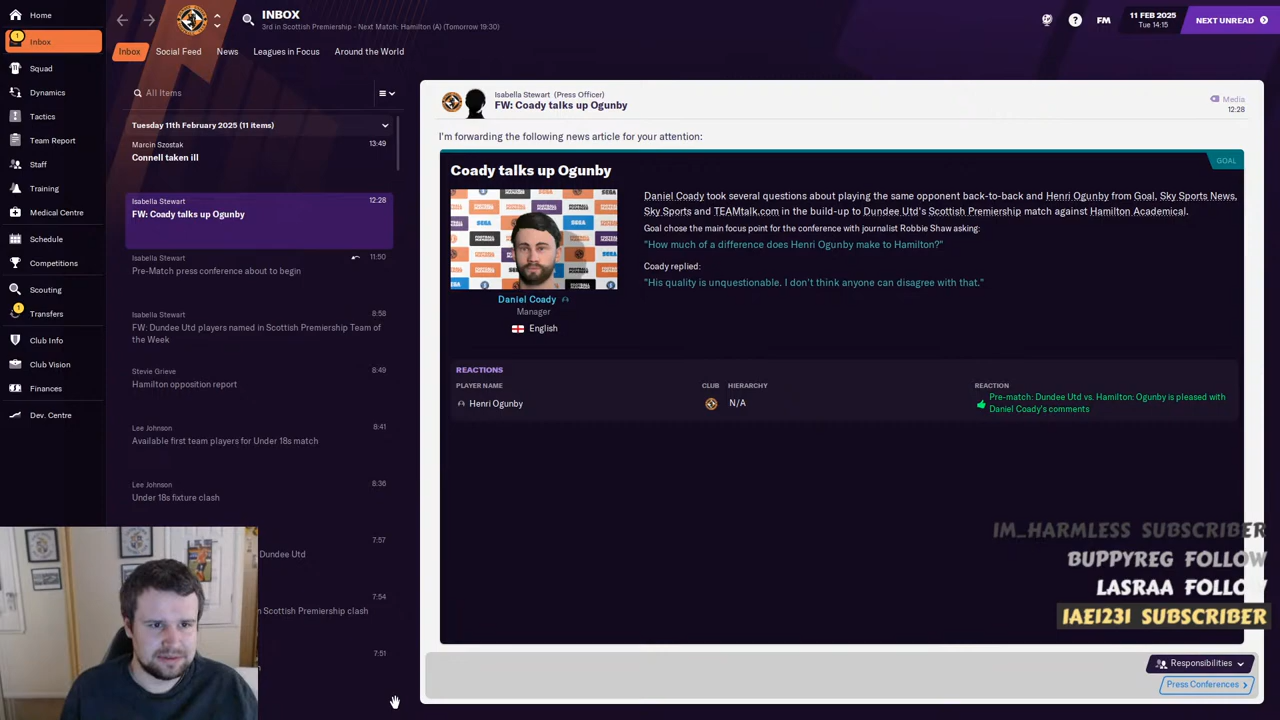 Home
Inbox
1
Squad
Dynamics
Tactics
Team Report
Staff
Training
Medical Centre
Schedule
Competitions
Scouting
1
Transfers
Club Info
Club Vision
Finances
Dev. Centre
INBOX
3rd in Scottish Premiership - Next Match: Hamilton (A) (Tomorrow 19:30)
FM
11 FEB 2025
Tue 14:15
NEXT UNREAD
Inbox
Social Feed
News
Leagues in Focus
Around the World
All Items
Tuesday 11th February 2025 (11 items)
Marcin Szostak
13:49
Connell taken ill
Isabella Stewart
12:28
FW: Coady talks up Ogunby
Isabella Stewart
11:50
Pre-Match press conference about to begin
Isabella Stewart
8:58
FW: Dundee Utd players named in Scottish Premiership Team of
the Week
Stevie Grieve
8:49
Hamilton opposition report
Lee Johnson
8:41
Available first team players for Under 18s match
Lee Johnson
8:36
Under 18s fixture clash
7:57
Dundee Utd
7:54
n Scottish Premiership clash
7:51
Isabella Stewart (Press Officer)
FW: Coady talks up Ogunby
Media
12:28
I'm forwarding the following news article for your attention:
GOAL
Coady talks up Ogunby
SEGA
Daniel Coady
Manager
English
Daniel Coady took several questions about playing the same opponent back-to-back and Henri Ogunby from Goal, Sky Sports News,
Sky Sports and TEAMtalk.com in the build-up to Dundee Utd's Scottish Premiership match against Hamilton Academical.
Goal chose the main focus point for the conference with journalist Robbie Shaw asking:
"How much of a difference does Henri Ogunby make to Hamilton?"
Coady replied:
"His quality is unquestionable. I don't think anyone can disagree with that."
REACTIONS
PLAYER NAME
CLUB
HIERARCHY
REACTION
Henri Ogunby
N/A
Pre-match: Dundee Utd vs. Hamilton: Ogunby is pleased with
Daniel Coady's comments
IM_HARMLESS SUBSCRIBER
BUPPYREG FOLLOW
LASRAA FOLLOW
IAE1231 SUBSCRIBER
Responsibilities
Press Conferences